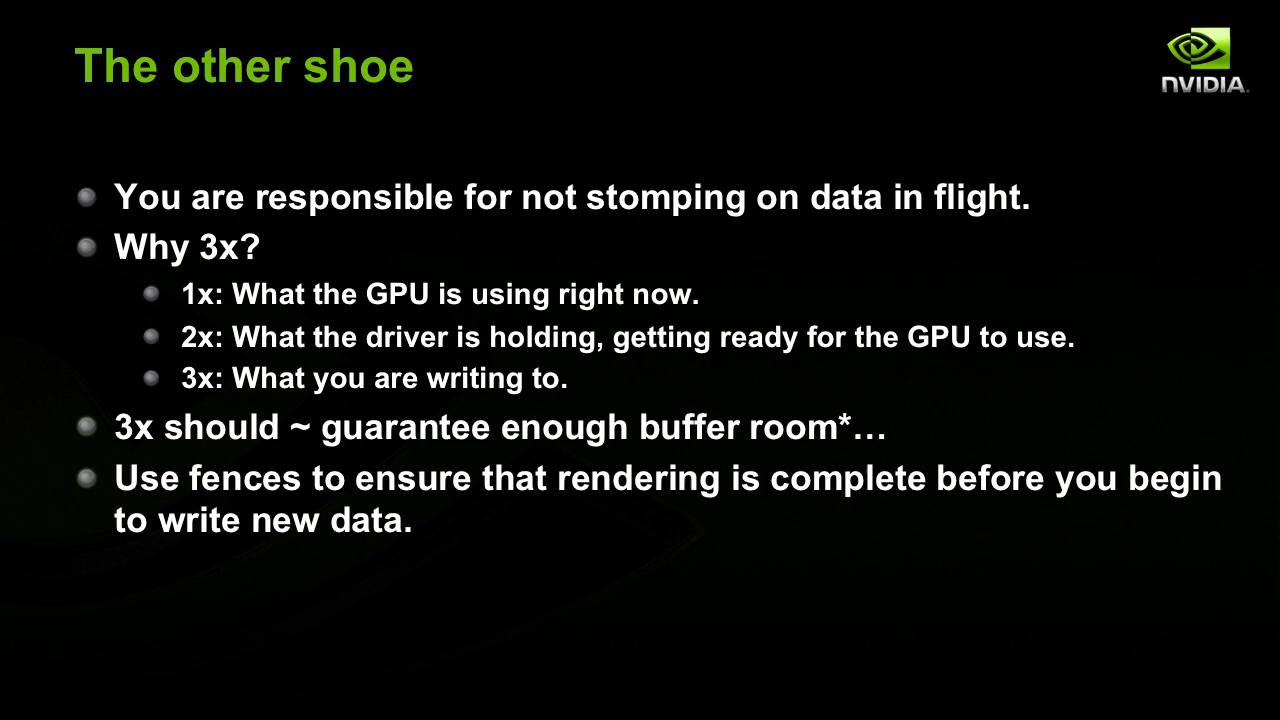 The other shoe
NVIDIA
You are responsible for not stomping on data in flight.
Why 3x?
1x: What the GPU is using right now.
2x: What the driver is holding, getting ready for the GPU to use.
3x: What you are writing to.
3x should ~ guarantee enough buffer room*…
Use fences to ensure that rendering is complete before you begin
to write new data.